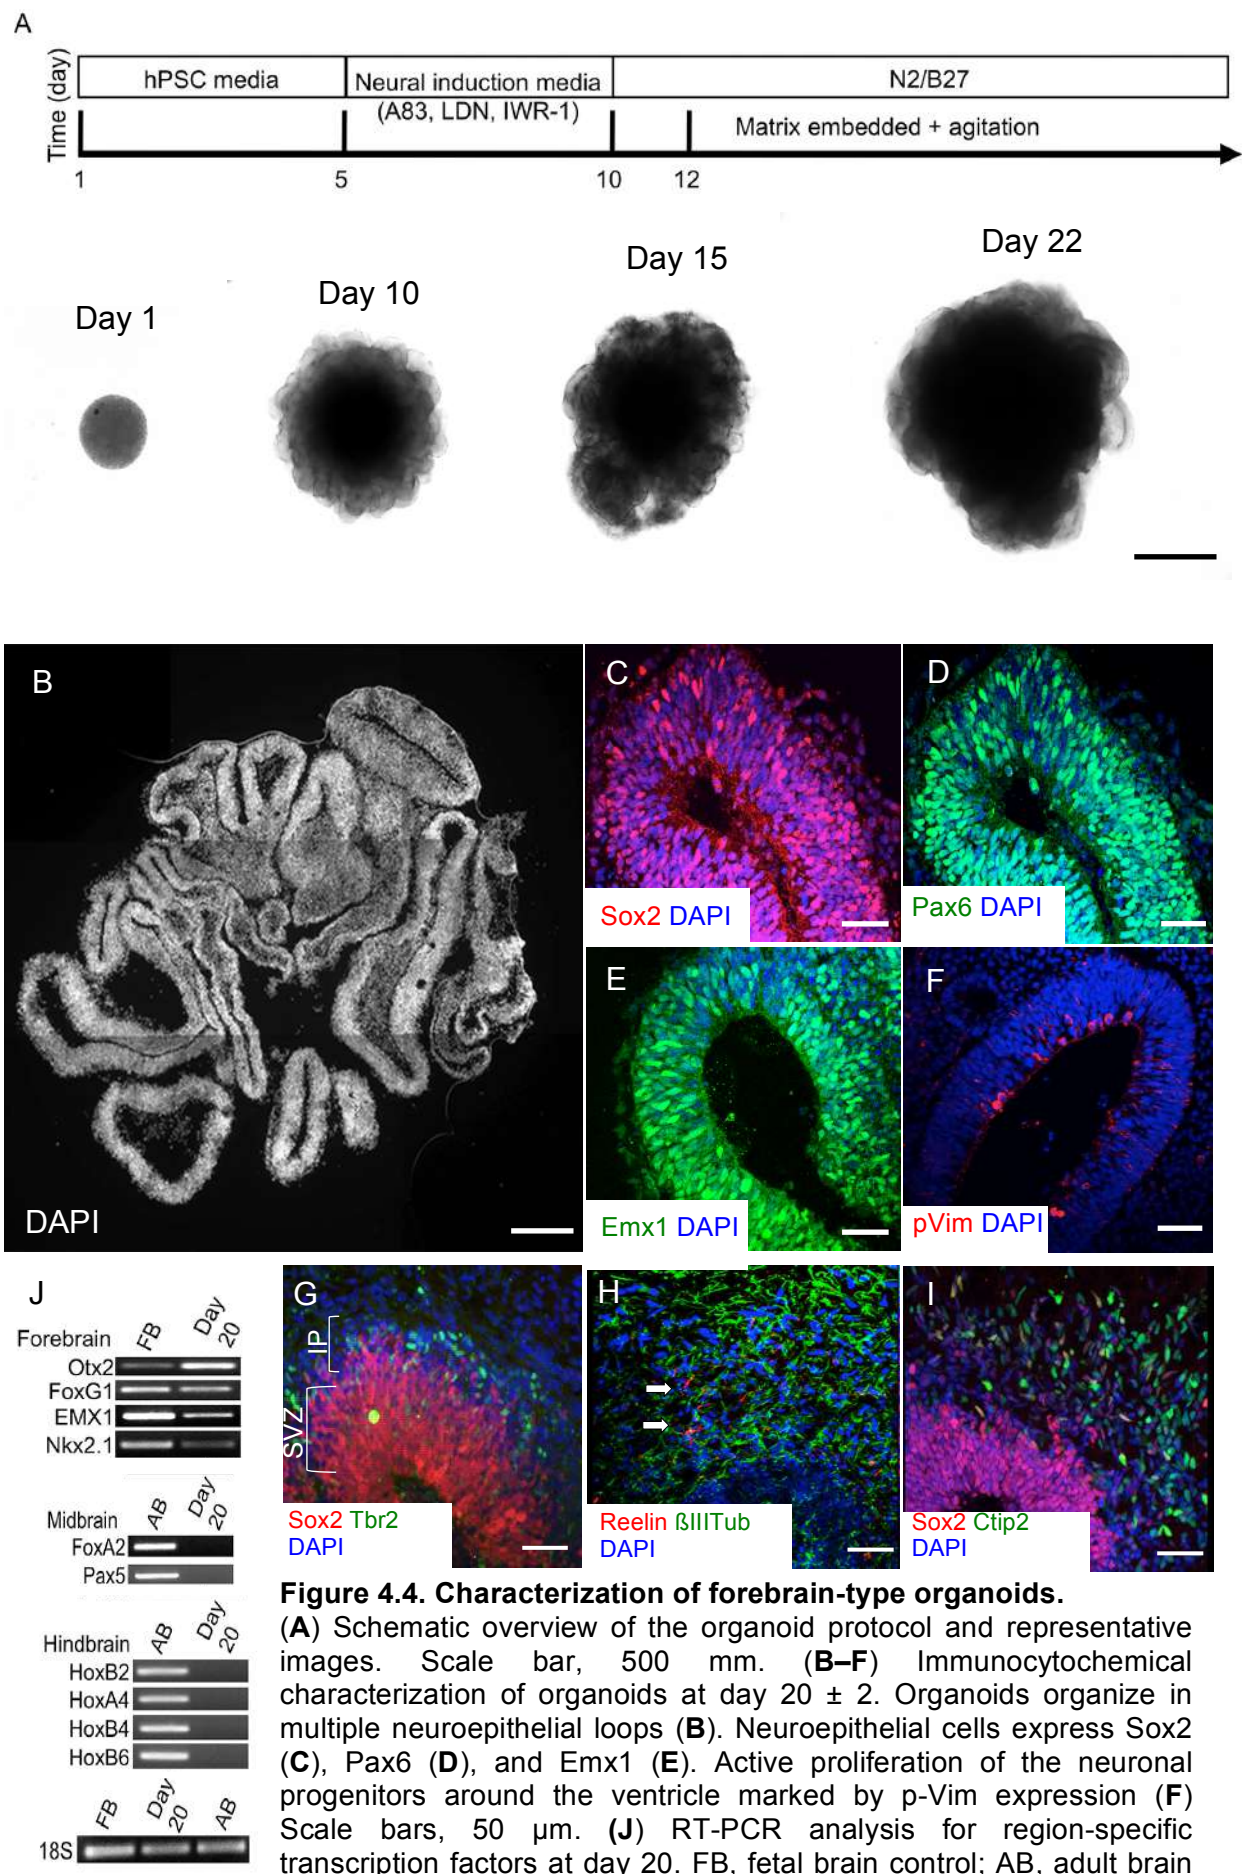 A
Time (day)
hPSC media
Neural induction media
(A83, LDN, IWR-1)
N2/B27
Matrix embedded + agitation
1
5
10
12
Day 1
Day 10
Day 15
Day 22
B
DAPI
C
Sox2 DAPI
D
Pax6 DAPI
E
Emx1 DAPI
F
pVim DAPI
J
Forebrain
FB
Day
20
Otx2
FoxG1
EMX1
Nkx2.1
Midbrain
AB
Day
20
FoxA2
Pax5
Hindbrain
AB
Day
20
HoxB2
HoxA4
HoxB4
HoxB6
FB
Day
20
AB
18S
G
IP
SVZ
Sox2 Tbr2
DAPI
H
Reelin ßIIITub
DAPI
I
Sox2 Ctip2
DAPI
Figure 4.4. Characterization of forebrain-type organoids.
(A) Schematic overview of the organoid protocol and representative
images. Scale bar, 500 mm. (B–F) Immunocytochemical
characterization of organoids at day 20 ± 2. Organoids organize in
multiple neuroepithelial loops (B). Neuroepithelial cells express Sox2
(C), Pax6 (D), and Emx1 (E). Active proliferation of the neuronal
progenitors around the ventricle marked by p-Vim expression (F)
Scale bars, 50 µm. (J) RT-PCR analysis for region-specific
transcription factors at day 20. FB, fetal brain control; AB, adult brain